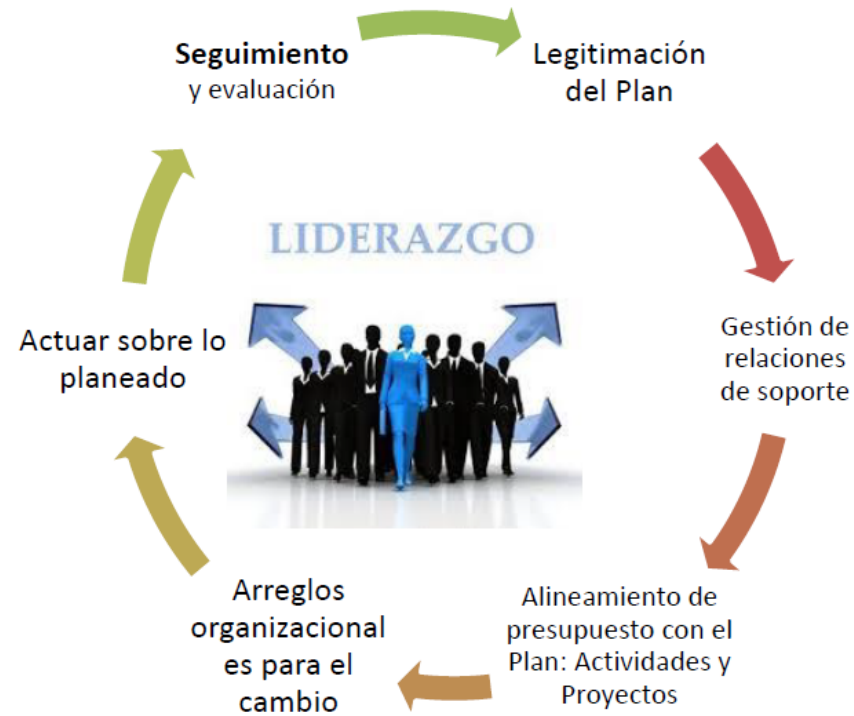 Seguimiento
y evaluación
Legitimación
del Plan
LIDERAZGO
Gestión de
relaciones
de soporte
Alineamiento de
presupuesto con el
Plan: Actividades y
Proyectos
Arreglos
organizacional
es para el
cambio
Actuar sobre lo
planeado